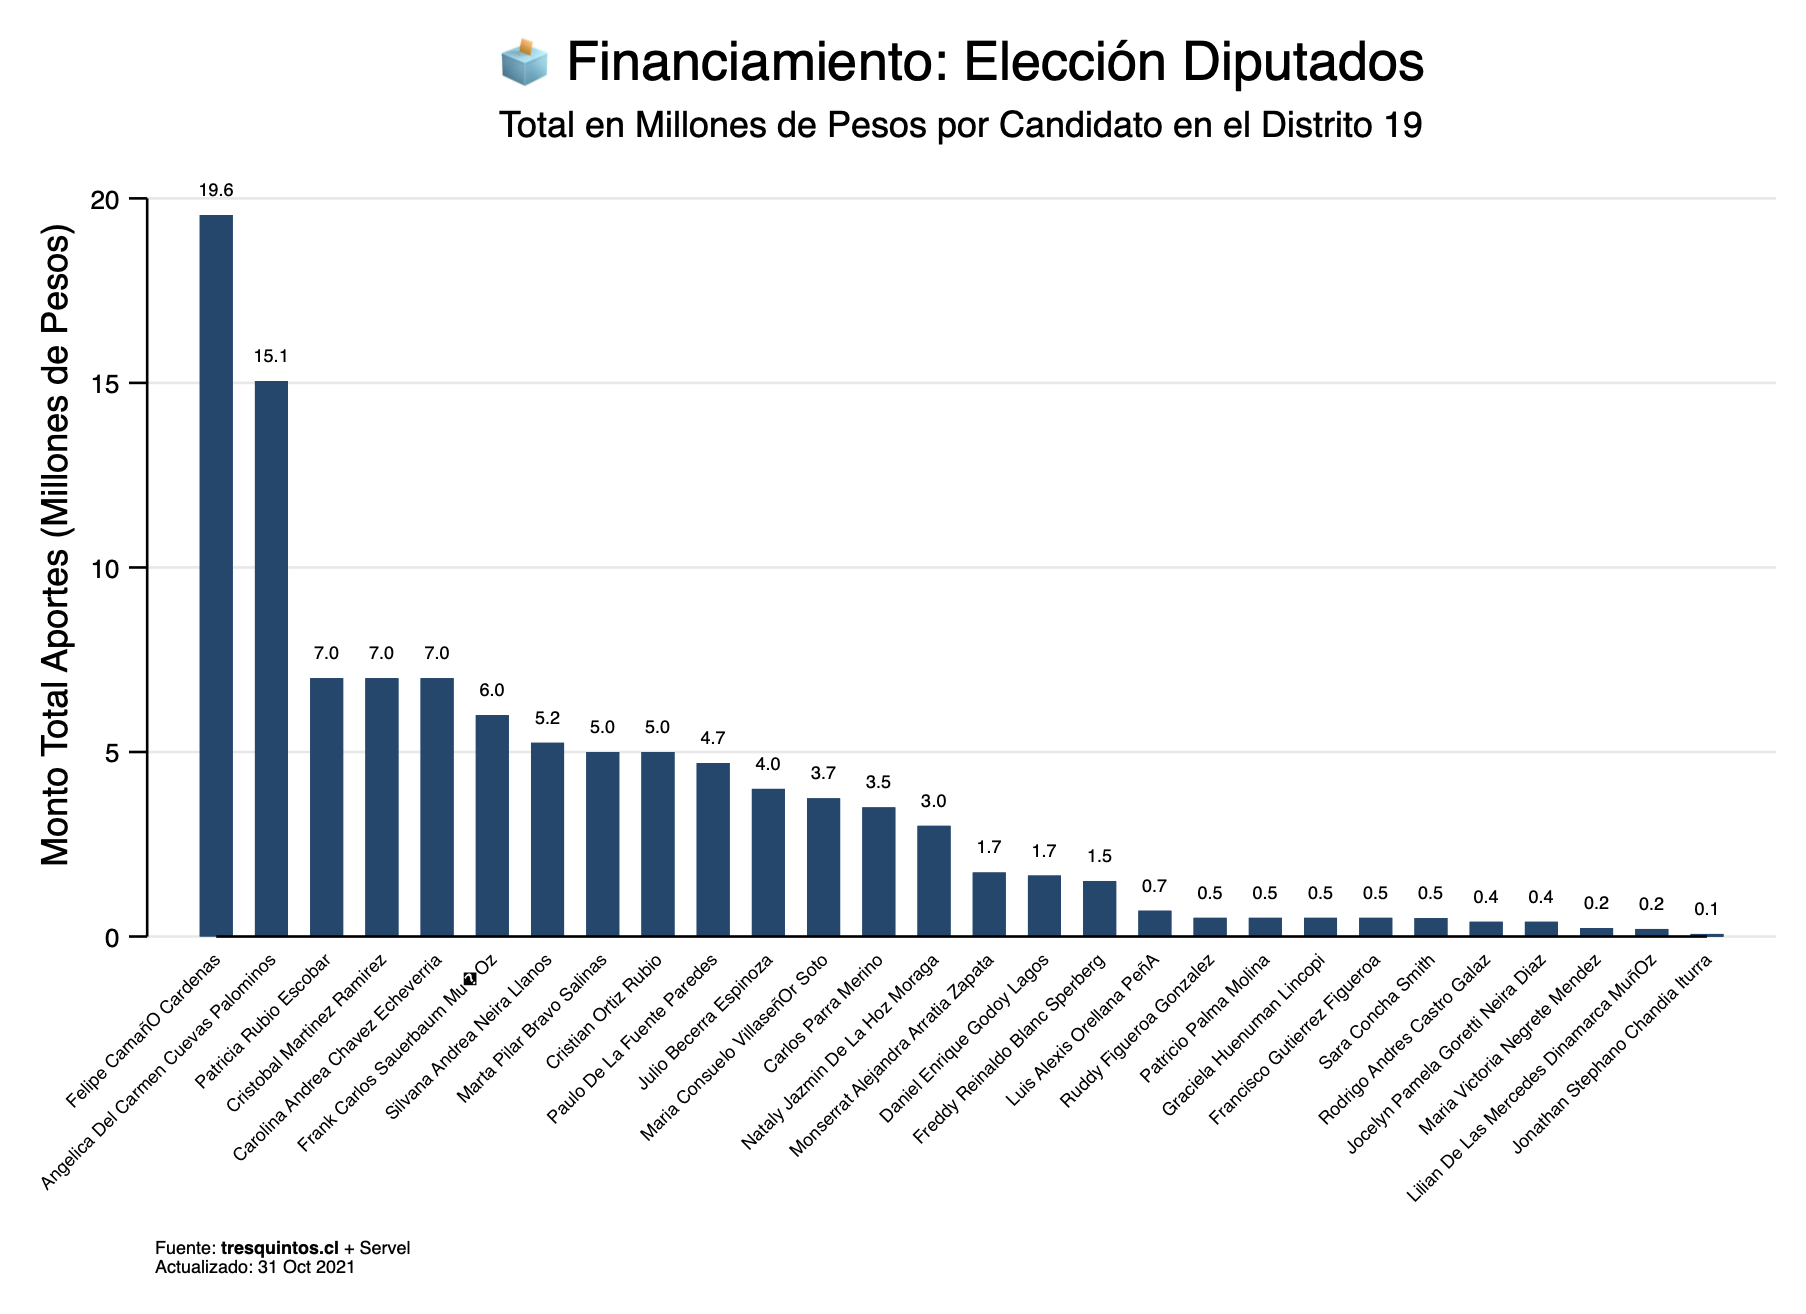 Financiamiento: Elección Diputados
Total en Millones de Pesos por Candidato en el Distrito 19
Monto Total Aportes (Millones de Pesos)
20
15
10
5
0
19.6
15.1
7.0
7.0
7.0
6.0
5.2
5.0
5.0
4.7
4.0
3.7
3.5
3.0
1.7
1.7
1.5
0.7
0.5
0.5
0.5
0.5
0.5
0.4
0.4
0.2
0.2
0.1
Felipe CamañO Cardenas
Angelica Del Carmen Cuevas Palominos
Patricia Rubio Escobar
Cristobal Martinez Ramirez
Carolina Andrea Chavez Echeverria
Frank Carlos Sauerbaum Mu�Oz
Silvana Andrea Neira Llanos
Marta Pilar Bravo Salinas
Cristian Ortiz Rubio
Paulo De La Fuente Paredes
Julio Becerra Espinoza
Maria Consuelo VillaseñOr Soto
Carlos Parra Merino
Nataly Jazmin De La Hoz Moraga
Monserrat Alejandra Arratia Zapata
Daniel Enrique Godoy Lagos
Freddy Reinaldo Blanc Sperberg
Luis Alexis Orellana PeñA
Ruddy Figueroa Gonzalez
Patricio Palma Molina
Graciela Huenuman Lincopi
Francisco Gutierrez Figueroa
Sara Concha Smith
Rodrigo Andres Castro Galaz
Jocelyn Pamela Goretti Neira Diaz
Maria Victoria Negrete Mendez
Lilian De Las Mercedes Dinamarca MuñOz
Jonathan Stephano Chandia Iturra
Fuente: tresquintos.cl + Servel
Actualizado: 31 Oct 2021